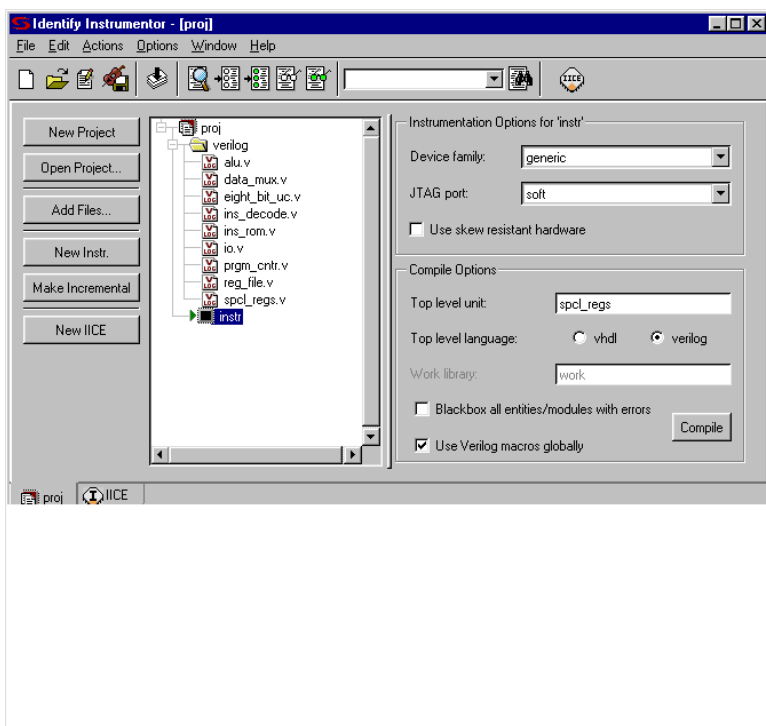 Identify Instrumentor - [proj]
File Edit Actions Options Window Help
IICE
New Project
Open Project...
Add Files...
New Instr.
Make Incremental
New IICE
proj
verilog
alu.v
data_mux.v
eight_bit_uc.v
ins_decode.v
ins_rom.v
io.v
prgm_cntr.v
reg_file.v
spcl_regs.v
instr
Instrumentation Options for 'instr'
Device family: generic
JTAG port: soft
Use skew resistant hardware
Compile Options
Top level unit: spcl_regs
Top level language: vhdl verilog
Work library: work
Blackbox all entities/modules with errors
Compile
Use Verilog macros globally
proj IICE